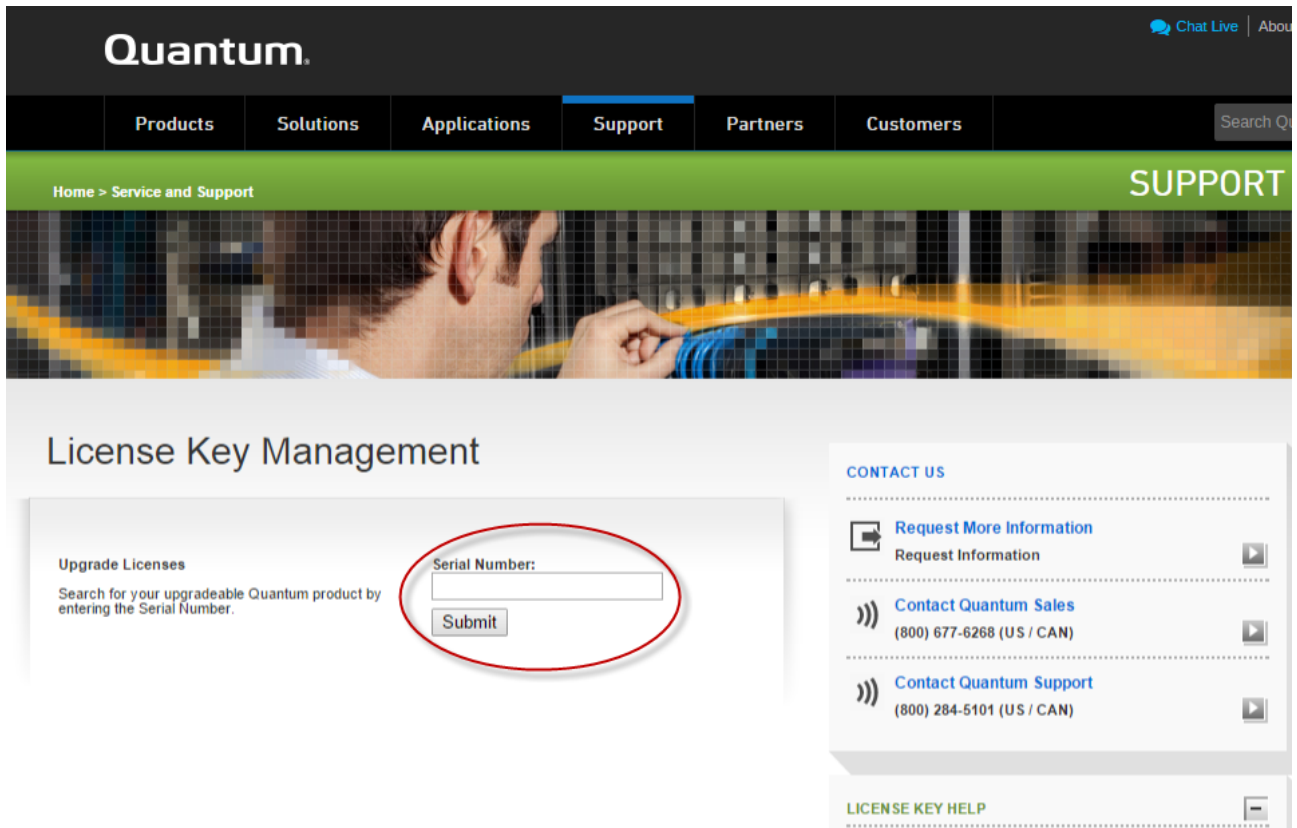 Chat Live
Quantum.
Products Solutions Applications Support Partners Customers
Search
Home > Service and Support
SUPPORT
License Key Management
Upgrade Licenses
Search for your upgradeable Quantum product by
entering the Serial Number.
Serial Number:
Submit
CONTACT US
Request More Information
Request Information
Contact Quantum Sales
(800) 677-6268 (US / CAN)
Contact Quantum Support
(800) 284-5101 (US / CAN)
LICENSE KEY HELP